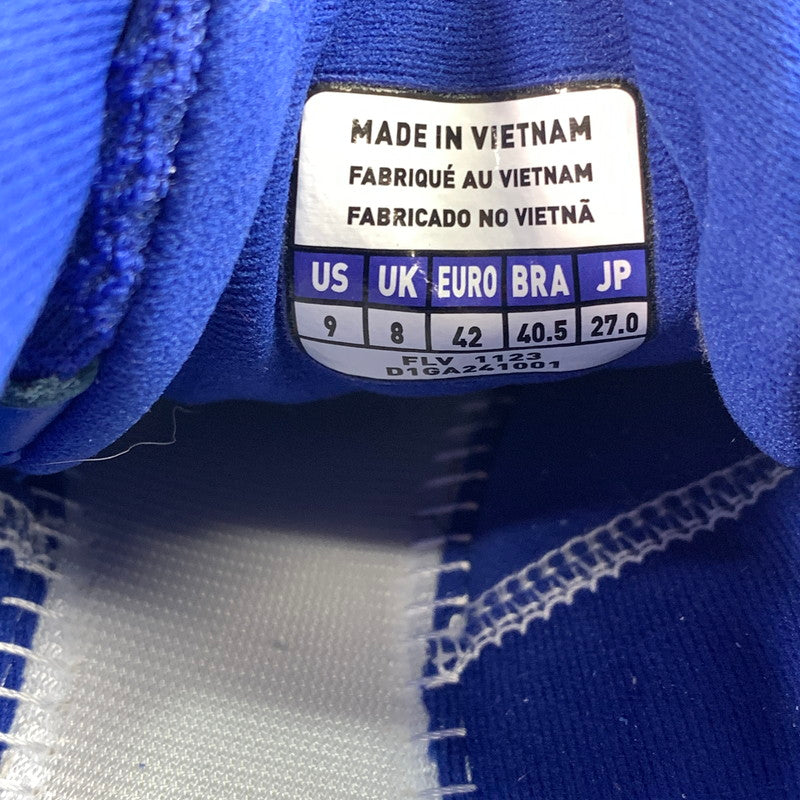 MADE IN VIETNAM
FABRIQUÉ AU VIETNAM
FABRICADO NO VIETNÃ
US UK EURO BRA JP
9 8 42 40.5 27.0
FLV 1123
D1GA241001